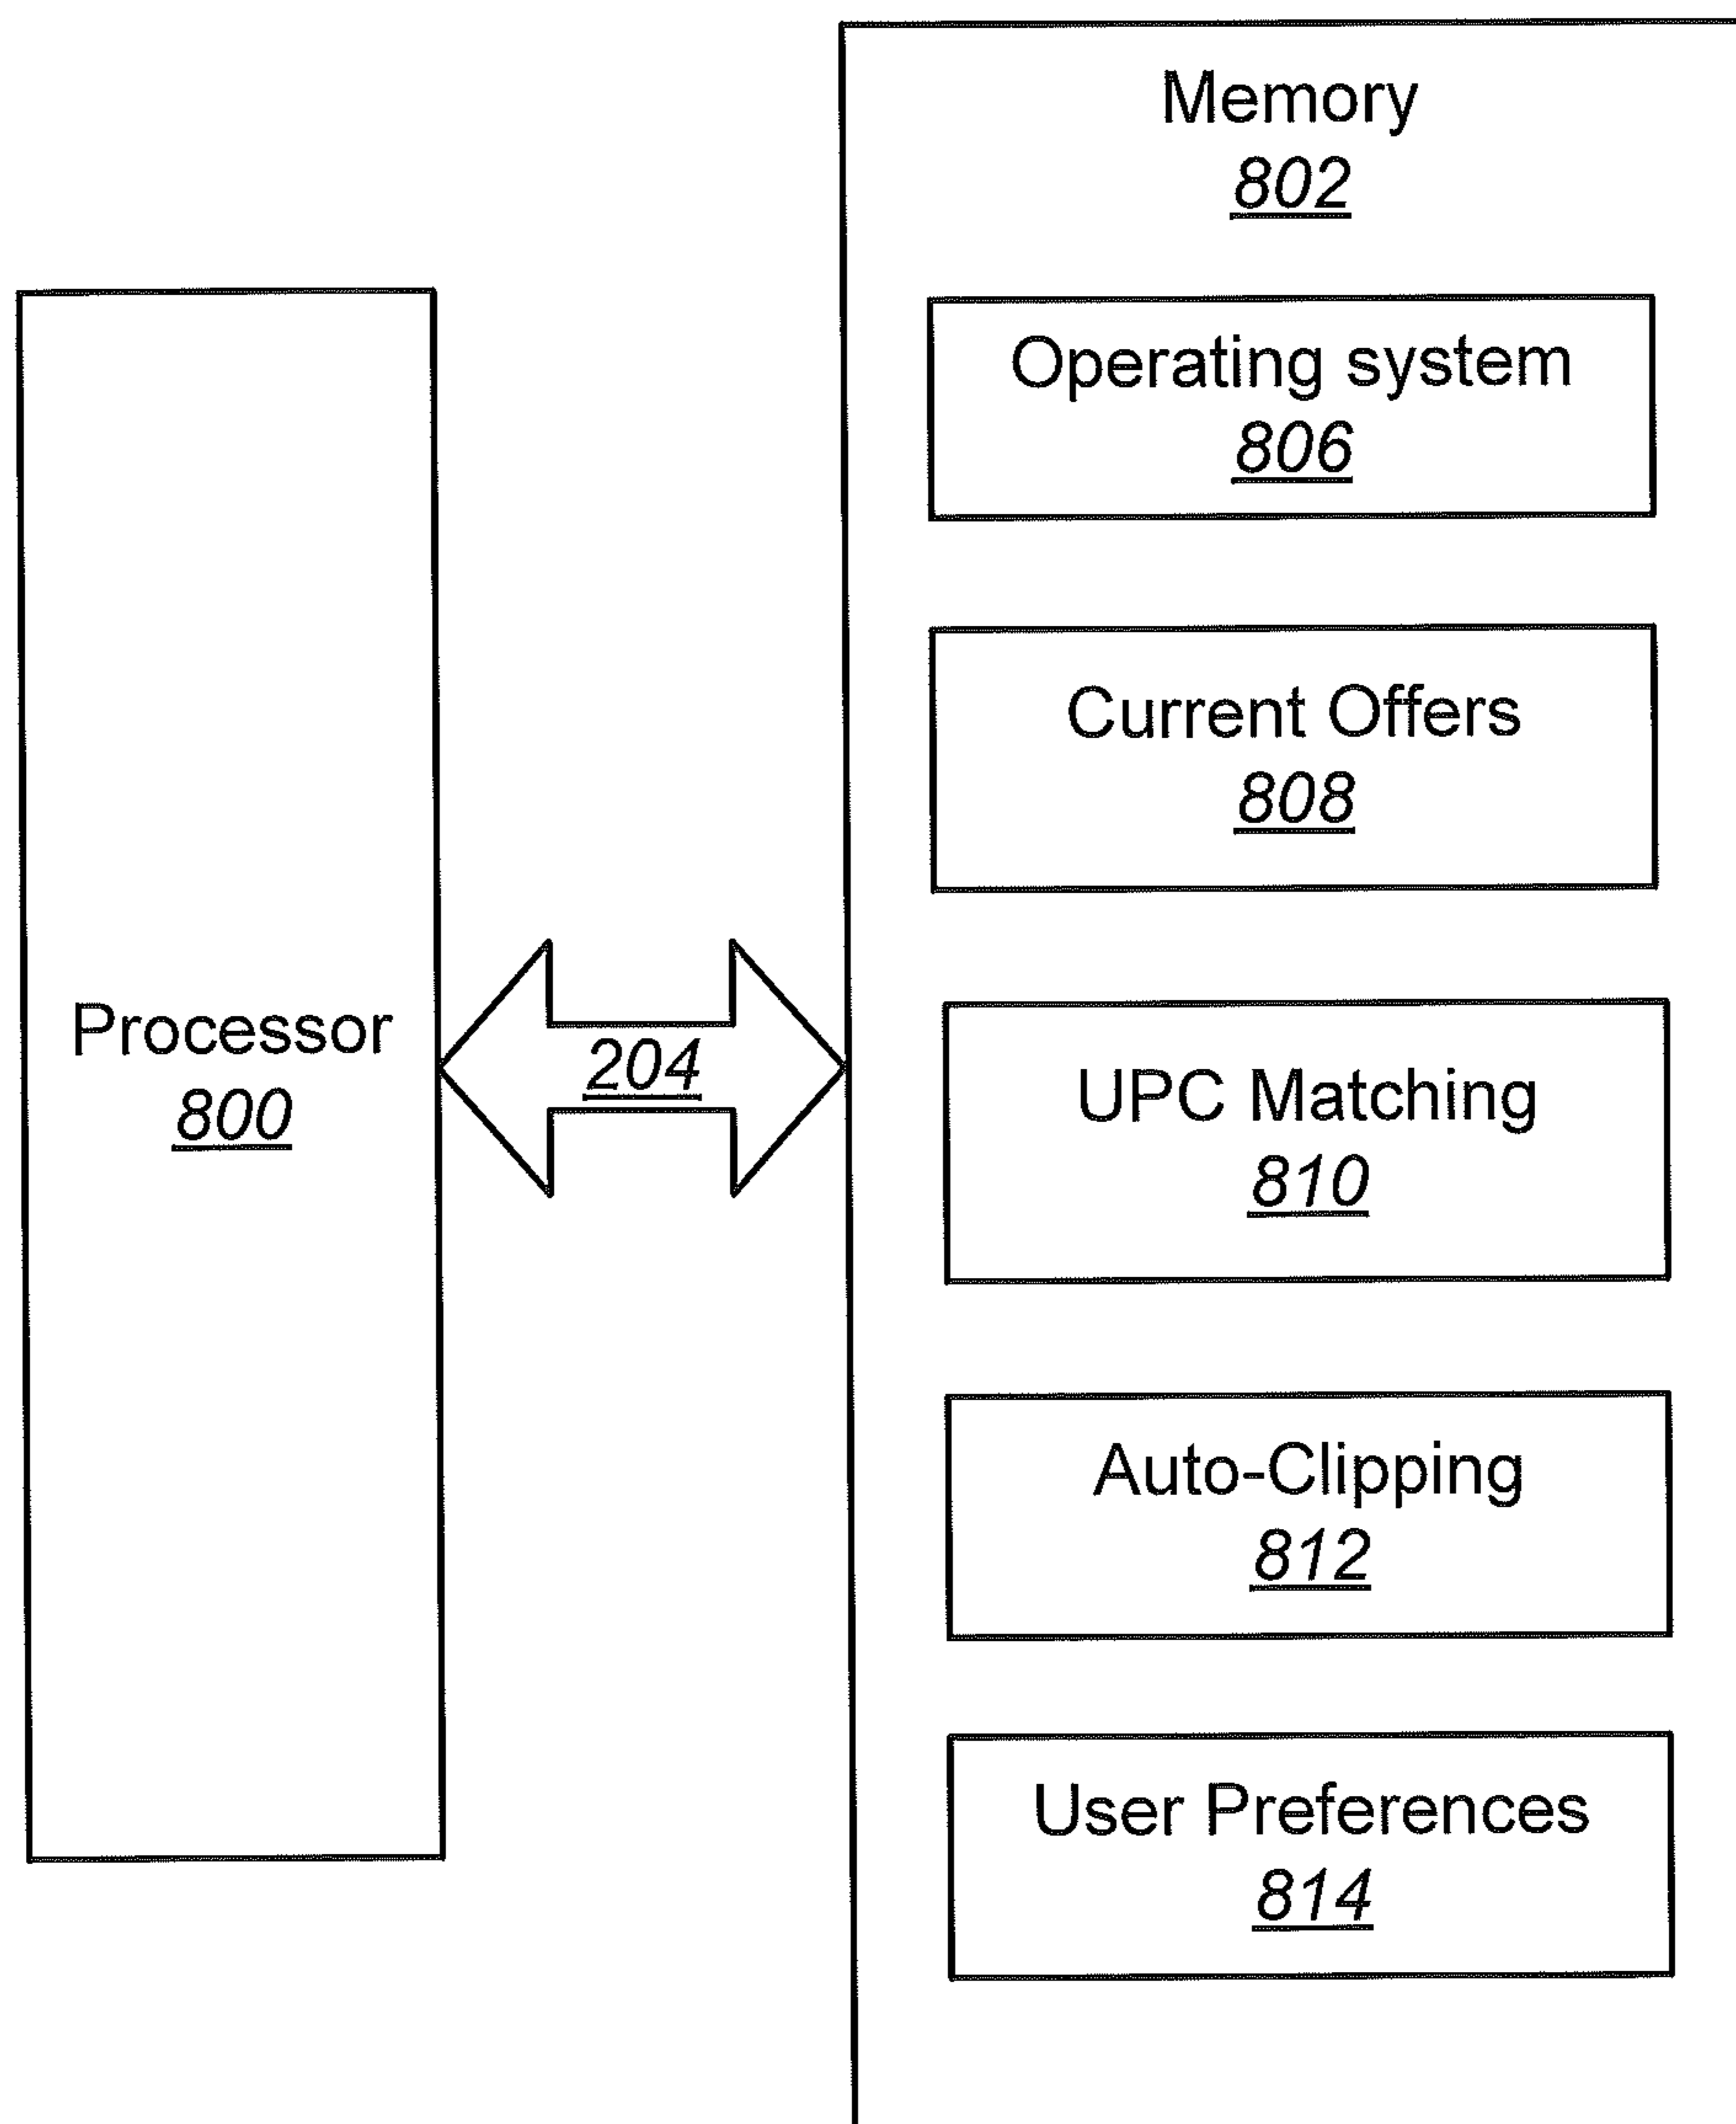 Memory
802
Operating system
806
Current Offers
808
Processor
800
204
UPC Matching
810
Auto-Clipping
812
User Preferences
814